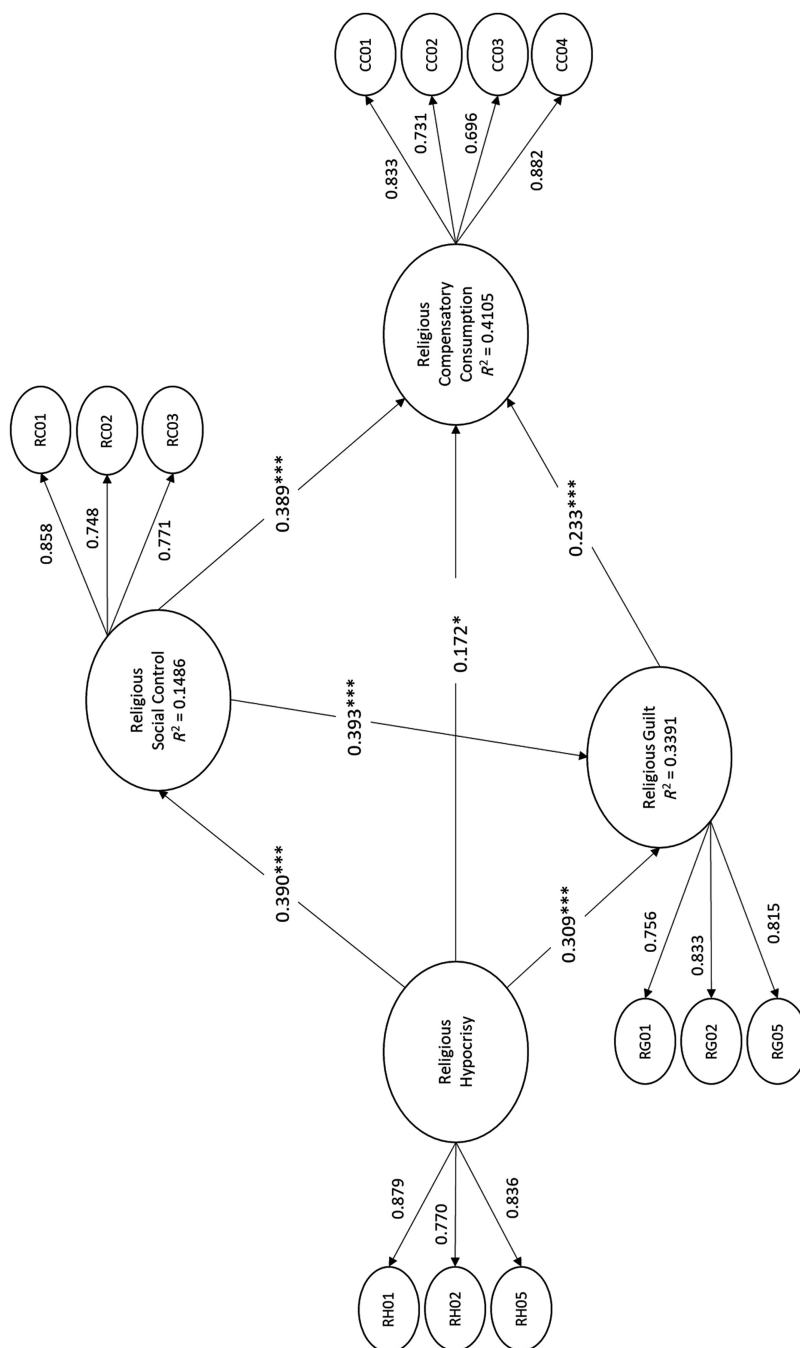 RC01
RC02
RC03
0.858
0.748
0.771
Religious
Social Control
R² = 0.1486
CC01
CC02
CC03
CC04
0.833
0.731
0.696
0.882
Religious
Compensatory
Consumption
R² = 0.4105
0.390***
0.389***
0.393***
0.172*
0.309***
0.233***
Religious
Hypocrisy
RH01
RH02
RH05
0.879
0.770
0.836
Religious Guilt
R² = 0.3391
RG01
RG02
RG05
0.756
0.833
0.815